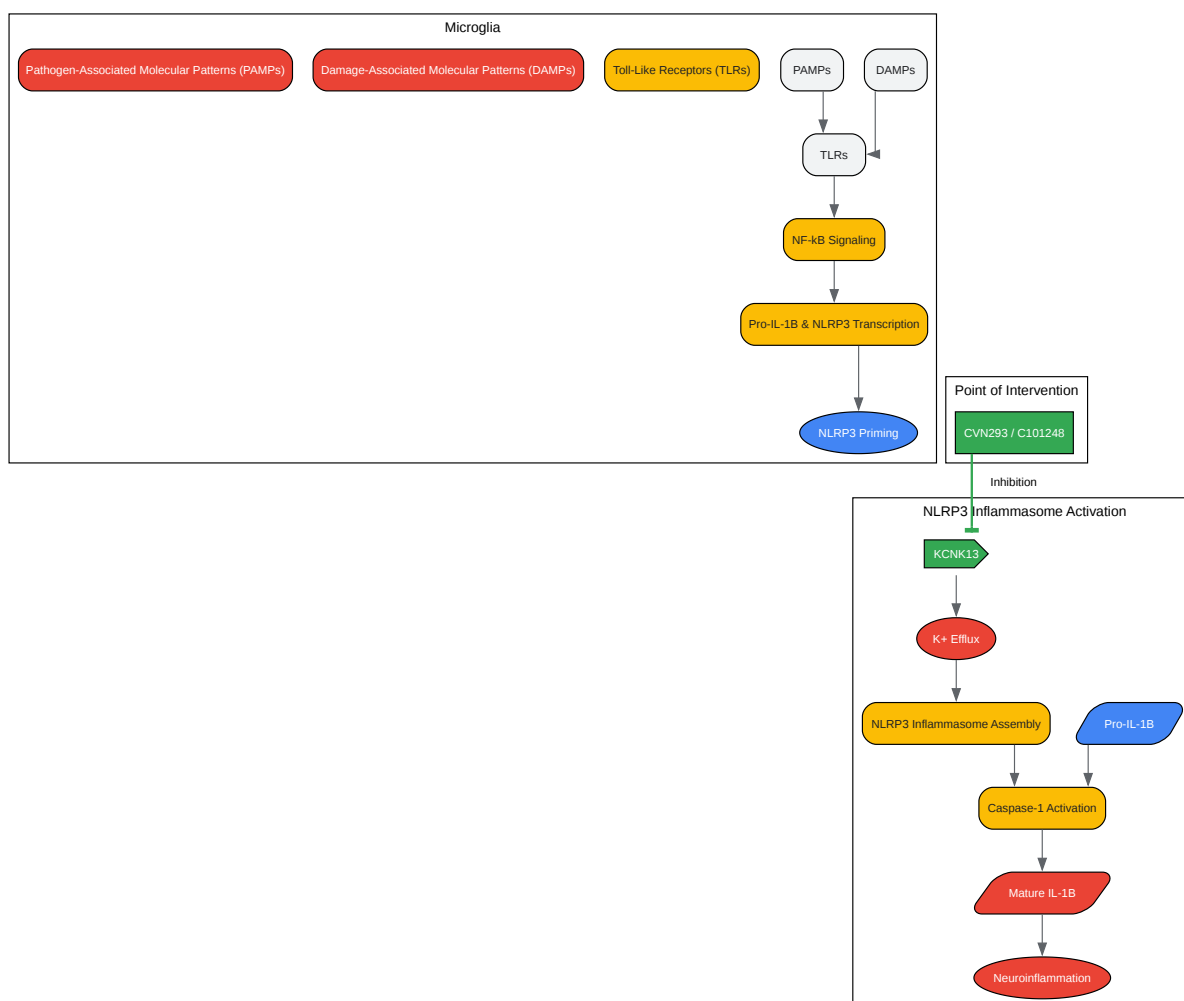 Microglia
Pathogen-Associated Molecular Patterns (PAMPs)
Damage-Associated Molecular Patterns (DAMPs)
Toll-Like Receptors (TLRs)
PAMPs
DAMPs
TLRs
NF-kB Signaling
Pro-IL-1B & NLRP3 Transcription
NLRP3 Priming
Point of Intervention
CVN293 / C101248
Inhibition
NLRP3 Inflammasome Activation
KCNK13
K+ Efflux
NLRP3 Inflammasome Assembly
Pro-IL-1B
Caspase-1 Activation
Mature IL-1B
Neuroinflammation